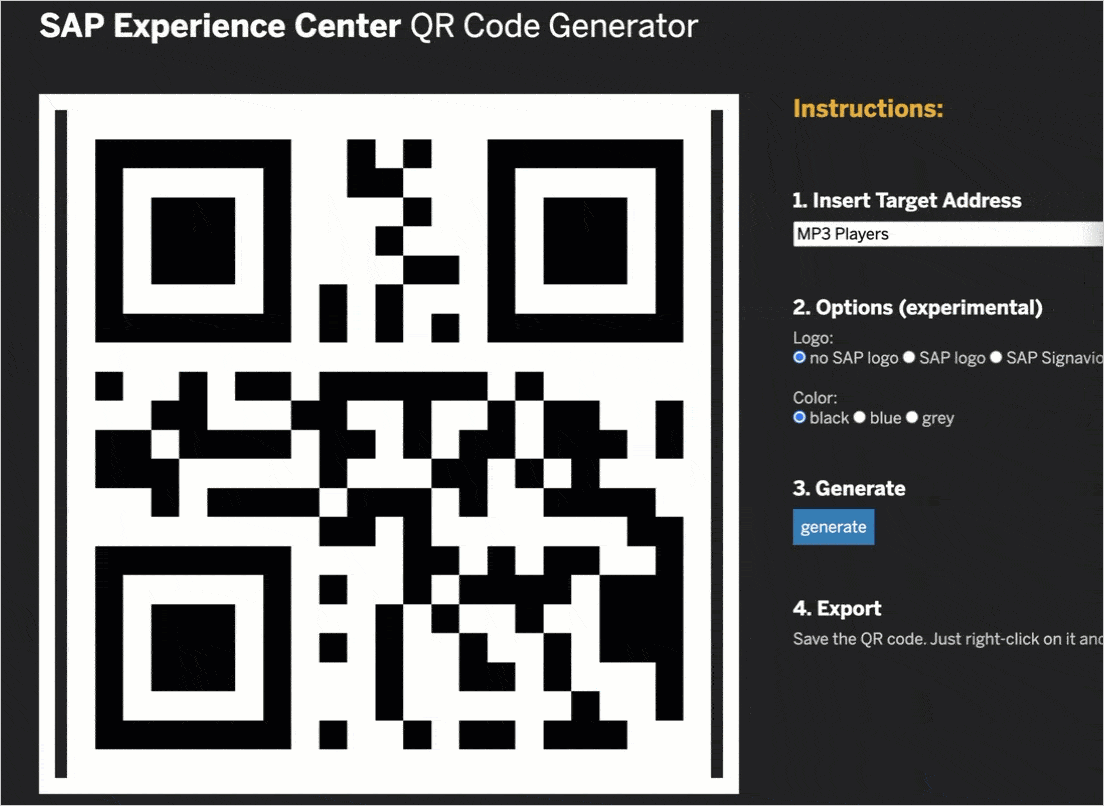 SAP Experience Center QR Code Generator
Instructions:
1. Insert Target Address
MP3 Players
2. Options (experimental)
Logo:
no SAP logo SAP logo SAP Signavio
Color:
black blue grey
3. Generate
generate
4. Export
Save the QR code. Just right-click on it and